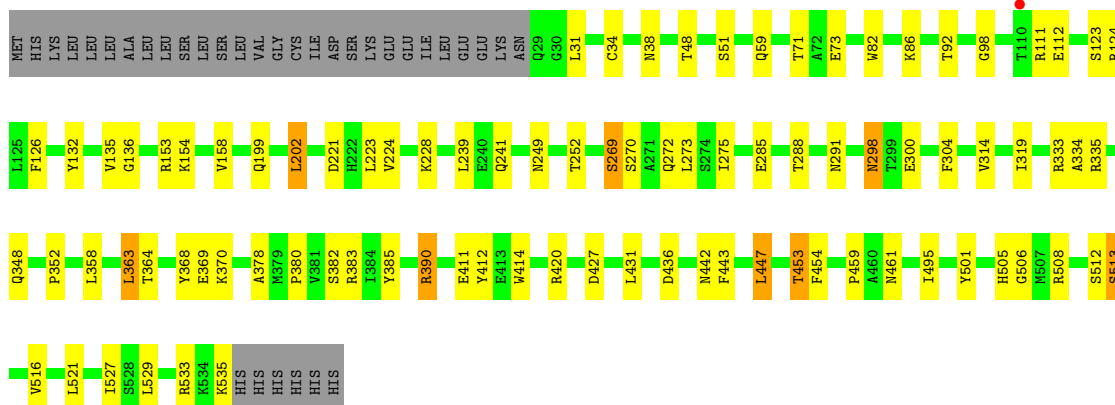 MET HIS LYS LEU LEU LEU LEU ALA LEU LEU LEU SER LEU SER LEU VAL GLY CYS ILE ASP SER LYS GLU GLU ILE LEU GLU GLU LYS ASN Q29 G30 L31 C34 N38 T48 S51 Q59 T71 A72 E73 W82 K86 T92 G98 T110 R111 E112 S123 R124
L125 F126 Y132 V135 G136 R153 K154 V158 Q199 L202 D221 H222 L223 V224 K228 L239 E240 Q241 N249 T252 S269 S270 A271 Q272 L273 S274 I275 E285 T288 N291 N298 T299 E300 F304 V314 I319 R333 A334 R335
Q348 P352 L358 L363 T364 Y368 E369 K370 A378 M379 P380 V381 S382 R383 I384 Y385 R390 E411 Y412 E413 W414 R420 D427 L431 D436 N442 F443 L447 T453 F454 P459 A460 N461 I495 Y501 H505 G506 M507 R508 S512 S513
V516 L521 I527 S528 L529 R533 K534 K535 HIS HIS HIS HIS HIS HIS